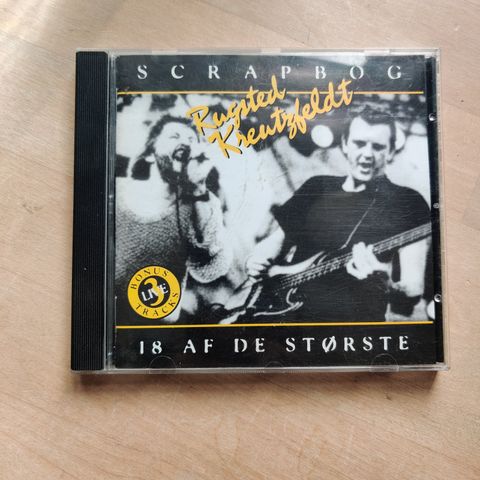 SCRAPBOG
Rugsted
Kreutzfeldt
BONUS
3
LIVE
TRACKS
18 AF DE STØRSTE